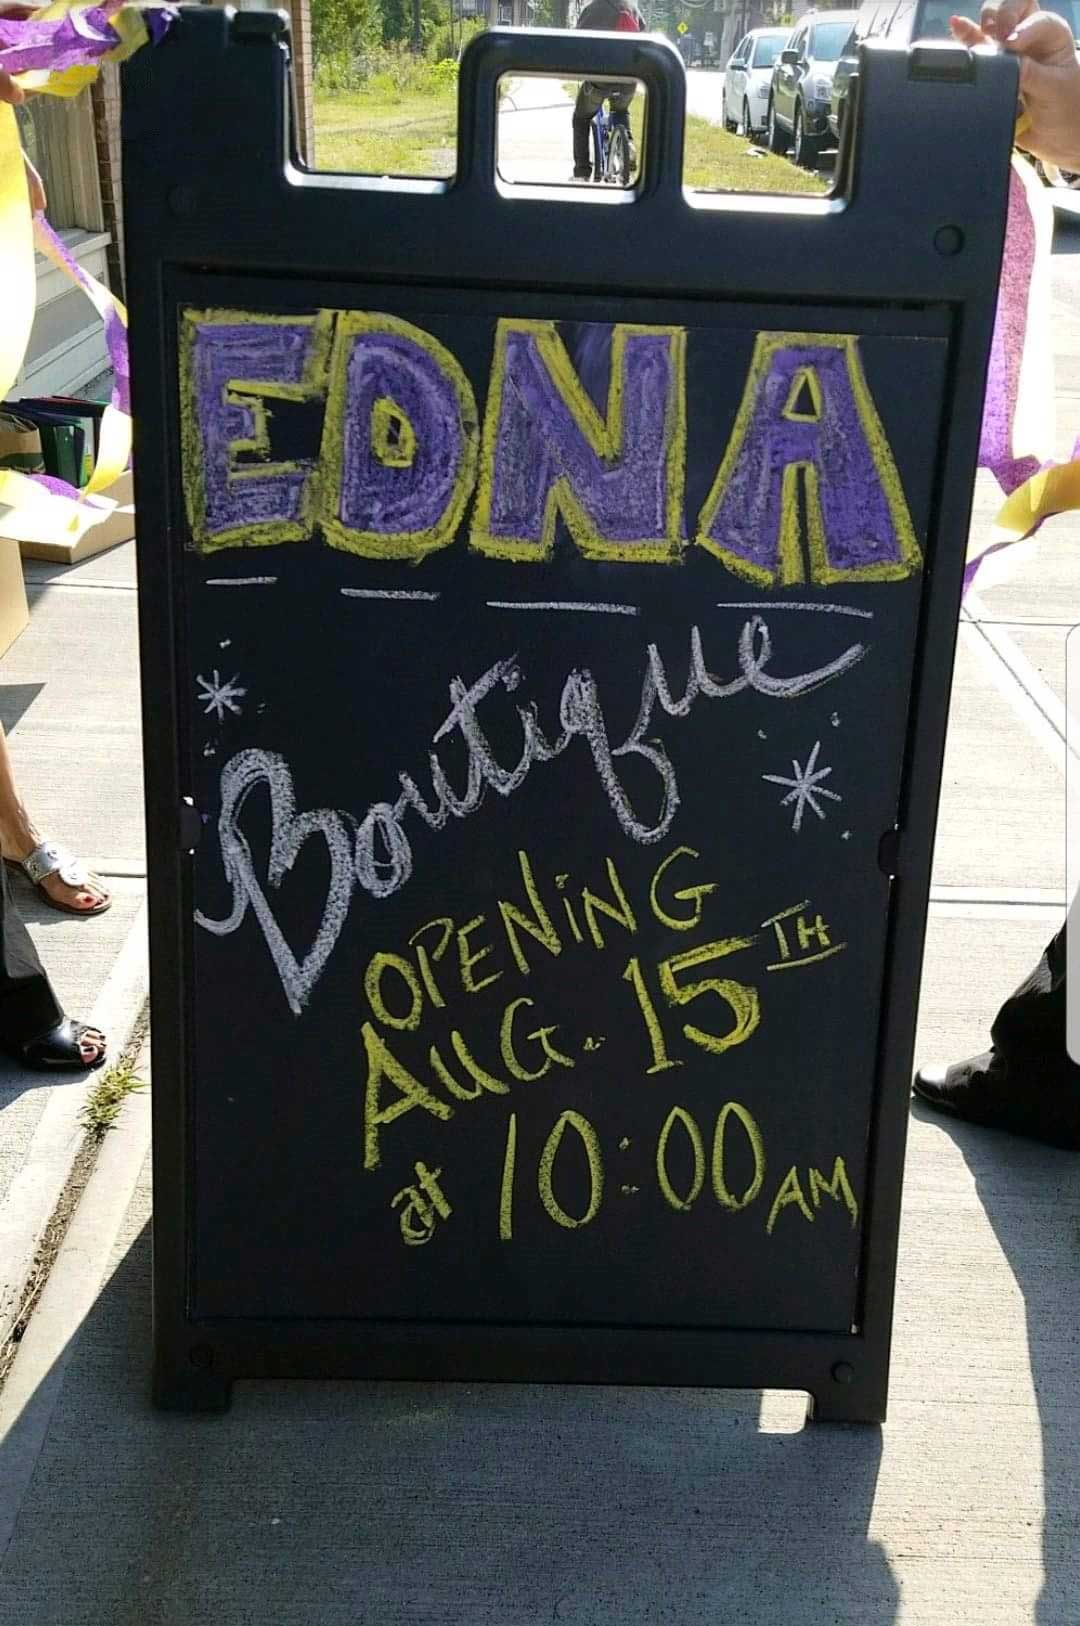 EDNA
Boutique
OPENING
AUG. 15TH
at 10:00 AM